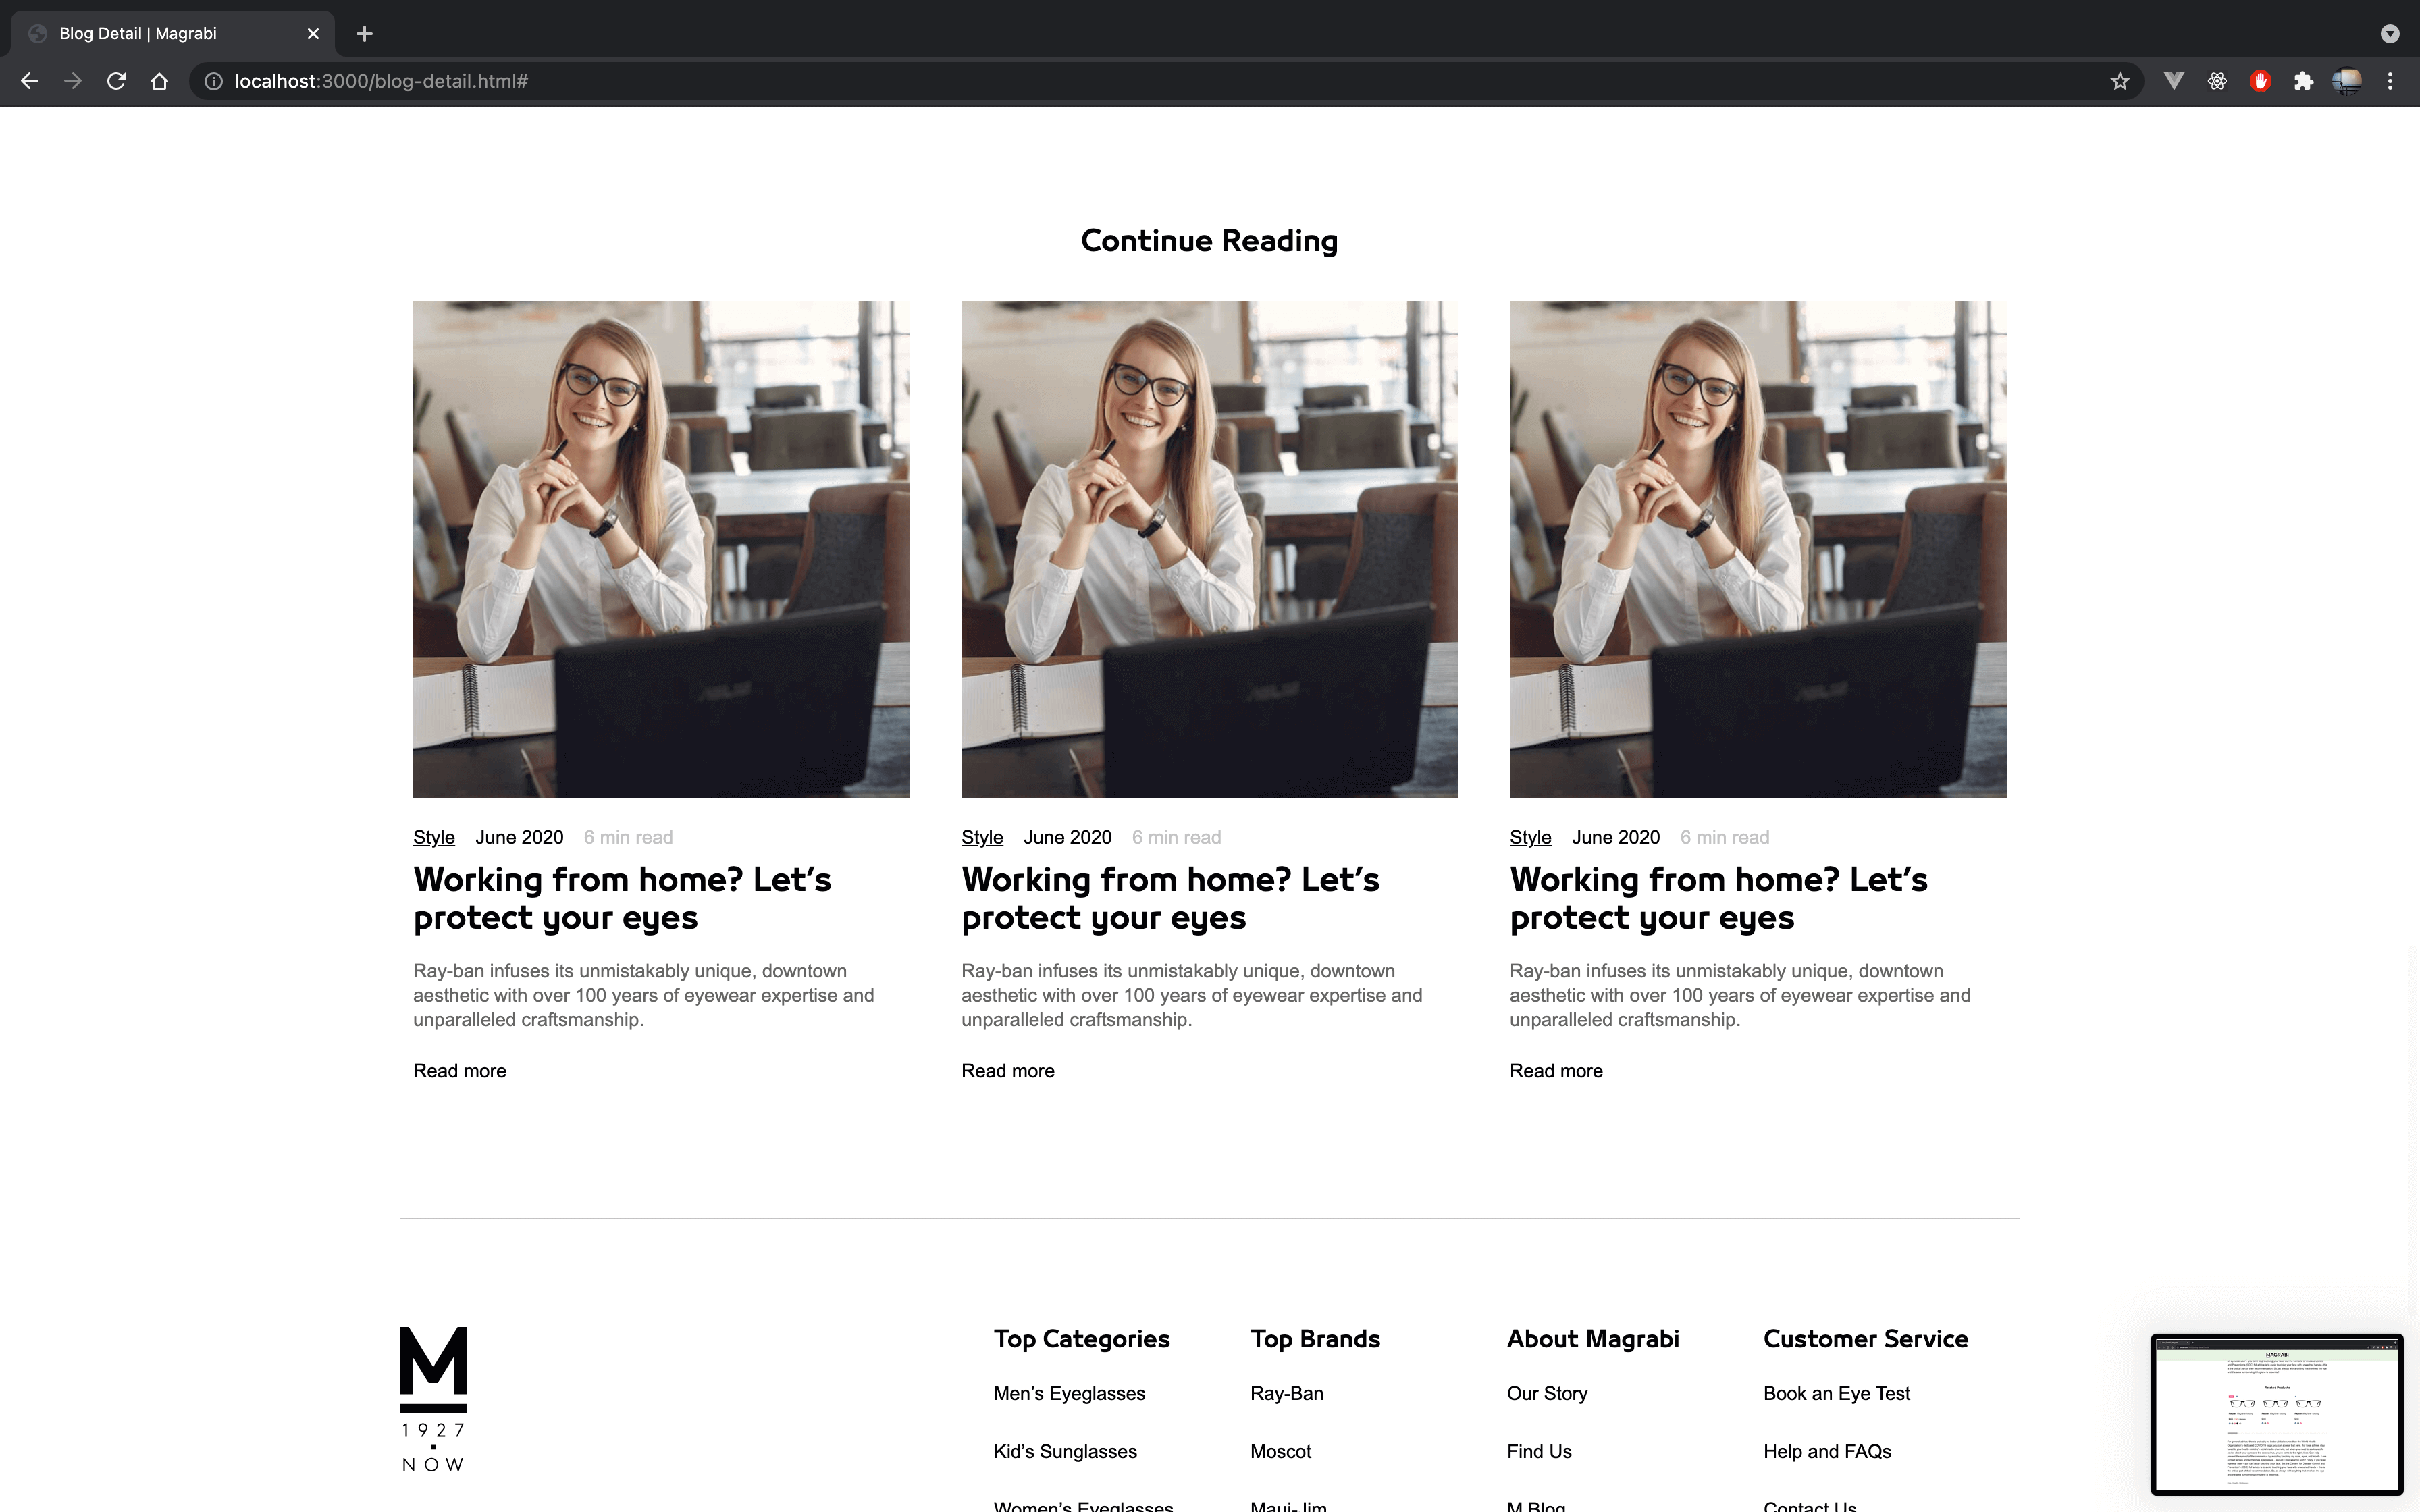 Blog Detail | Magrabi
localhost:3000/blog-detail.html#
Continue Reading
Style June 2020 6 min read
Working from home? Let’s
protect your eyes
Ray-ban infuses its unmistakably unique, downtown
aesthetic with over 100 years of eyewear expertise and
unparalleled craftsmanship.
Read more
Style June 2020 6 min read
Working from home? Let’s
protect your eyes
Ray-ban infuses its unmistakably unique, downtown
aesthetic with over 100 years of eyewear expertise and
unparalleled craftsmanship.
Read more
Style June 2020 6 min read
Working from home? Let’s
protect your eyes
Ray-ban infuses its unmistakably unique, downtown
aesthetic with over 100 years of eyewear expertise and
unparalleled craftsmanship.
Read more
M
1927
NOW
Top Categories
Men’s Eyeglasses
Kid’s Sunglasses
Women’s Eyeglasses
Top Brands
Ray-Ban
Moscot
Maui-Jim
About Magrabi
Our Story
Find Us
M Blog
Customer Service
Book an Eye Test
Help and FAQs
Contact Us
MAGRABi
Related Products